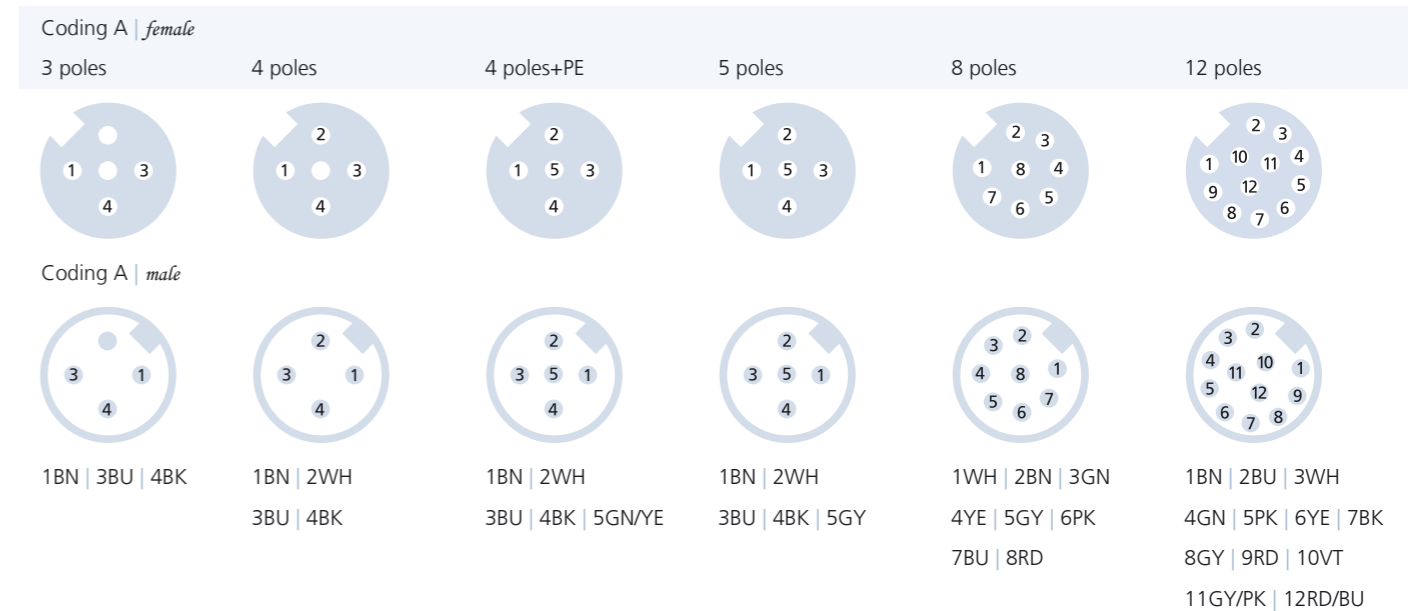 Coding A | female
3 poles 4 poles 4 poles+PE 5 poles 8 poles 12 poles
1 3 4
2 1 3 4
2 1 5 3 4
2 1 5 3 4
2 3 1 8 4 7 5 6
2 3 1 10 11 4 9 12 5 8 7 6
Coding A | male
3 1 4
2 3 1 4
2 3 5 1 4
2 3 5 1 4
2 3 4 8 1 5 7 6
2 3 4 10 1 11 5 12 9 6 7 8
1BN | 3BU | 4BK 1BN | 2WH 1BN | 2WH 1BN | 2WH 1WH | 2BN | 3GN 1BN | 2BU | 3WH
3BU | 4BK 3BU | 4BK | 5GN/YE 3BU | 4BK | 5GY 4YE | 5GY | 6PK 4GN | 5PK | 6YE | 7BK
7BU | 8RD 8GY | 9RD | 10VT
11GY/PK | 12RD/BU